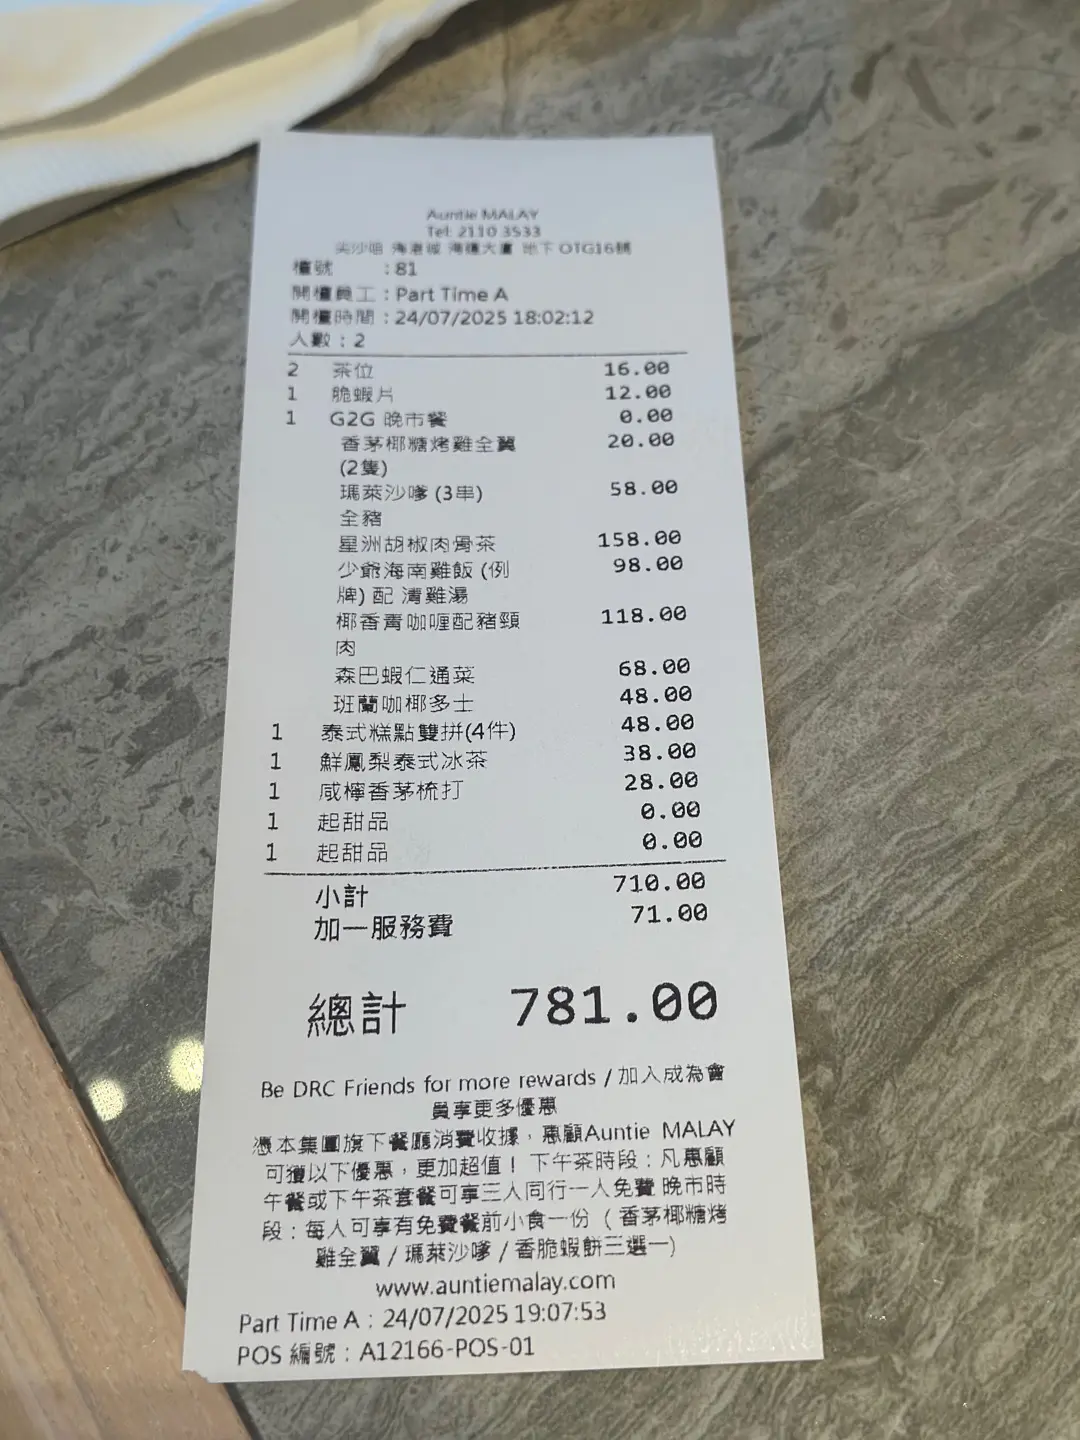 Auntie MALAY
Tel: 2110 3533
尖沙咀 海港城 海運大廈 地下 OTG16舖
檯號 : 81
開檯員工 : Part Time A
開檯時間 : 24/07/2025 18:02:12
人數 : 2
2 茶位 16.00
1 脆蝦片 12.00
1 G2G 晚市餐 0.00
香茅椰糖烤雞全翼 20.00
(2隻)
瑪萊沙嗲 (3串) 58.00
全豬
星洲胡椒肉骨茶 158.00
少爺海南雞飯 (例 98.00
牌) 配 清雞湯
椰香青咖喱配豬頸 118.00
肉
森巴蝦仁通菜 68.00
班蘭咖椰多士 48.00
1 泰式糕點雙拼(4件) 48.00
1 鮮鳳梨泰式冰茶 38.00
1 咸檸香茅梳打 28.00
1 起甜品 0.00
1 起甜品 0.00
小計 710.00
加一服務費 71.00
總計 781.00
Be DRC Friends for more rewards / 加入成為會
員享更多優惠
憑本集團旗下餐廳消費收據，惠顧Auntie MALAY
可獲以下優惠，更加超值！ 下午茶時段：凡惠顧
午餐或下午茶套餐可享三人同行一人免費 晚市時
段：每人可享有免費餐前小食一份（香茅椰糖烤
雞全翼 / 瑪萊沙嗲 / 香脆蝦餅三選一）
www.auntiemalay.com
Part Time A : 24/07/2025 19:07:53
POS 編號 : A12166-POS-01